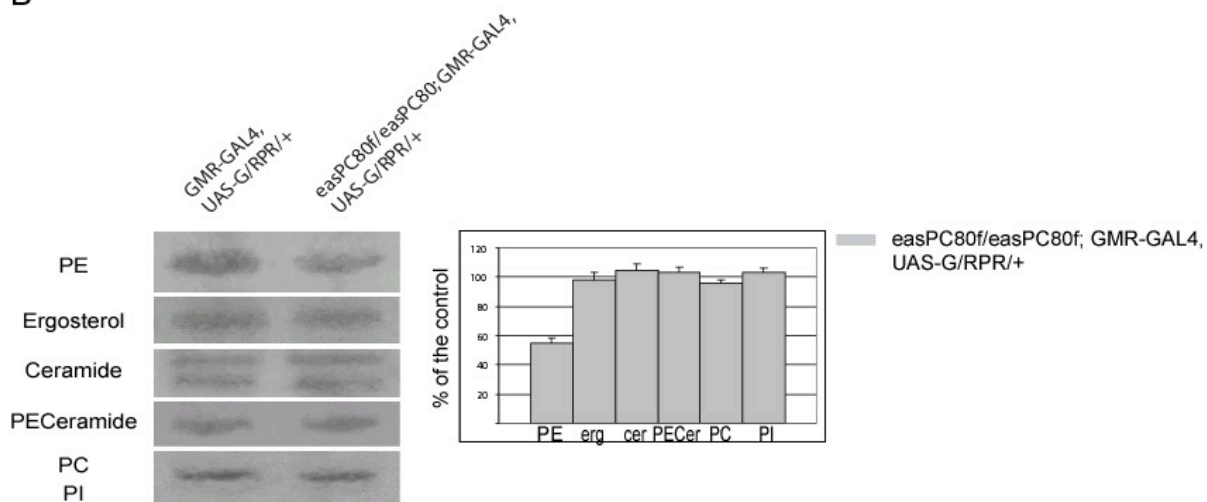 GMR-GAL4,
UAS-G/RPR/+
easPC80f/easPC80; GMR-GAL4,
UAS-G/RPR/+
PE
Ergosterol
Ceramide
PECeramide
PC
PI
% of the control
120
100
80
60
40
20
PE erg cer PECer PC PI
easPC80f/easPC80f; GMR-GAL4,
UAS-G/RPR/+